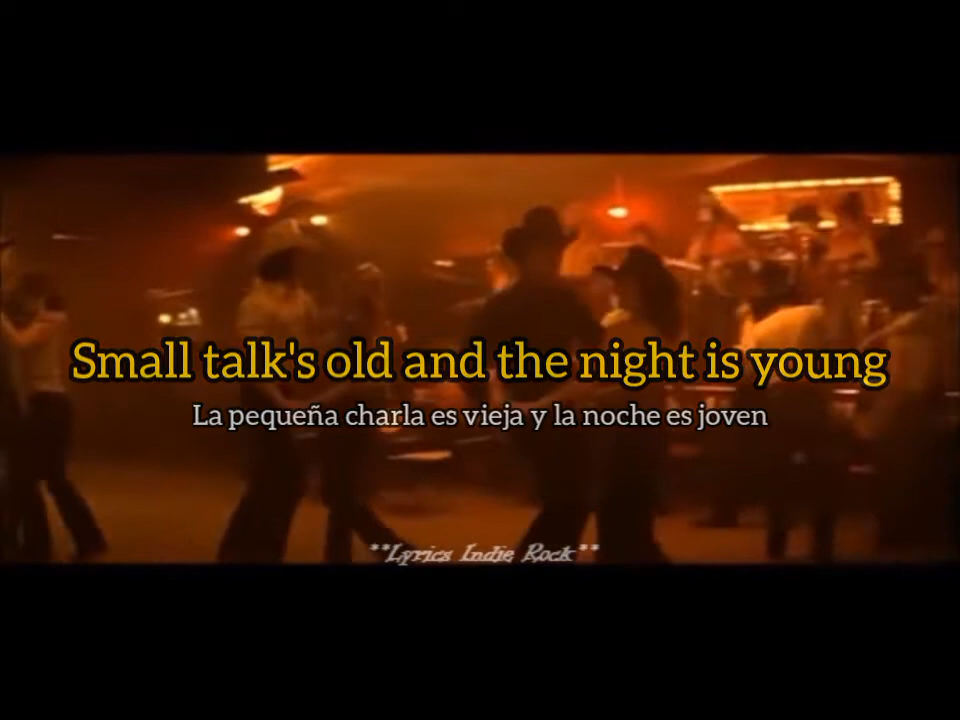 Small talk's old and the night is young
La pequeña charla es vieja y la noche es joven
**Lyrics Indie Rock**